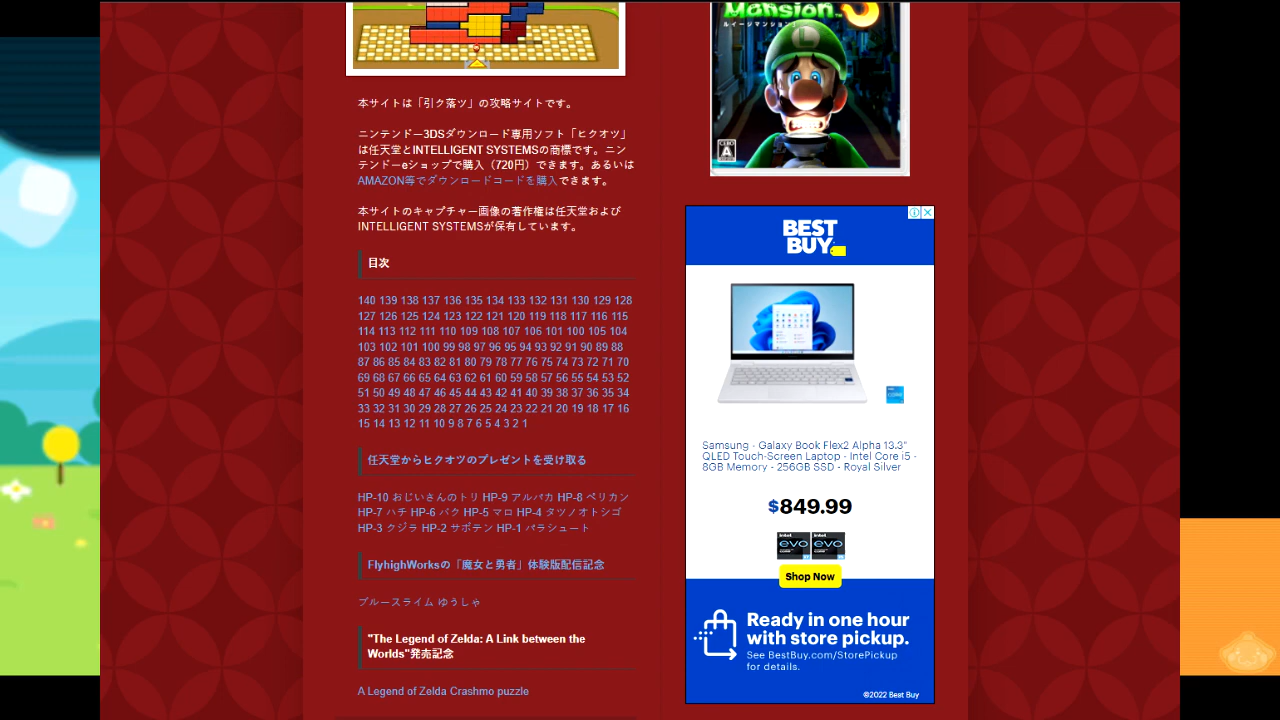 本サイトは「引ク落ツ」の攻略サイトです。
ニンテンドー3DSダウンロード専用ソフト「ヒクオツ」
は任天堂とINTELLIGENT SYSTEMSの商標です。ニン
テンドーeショップで購入（720円）できます。あるいは
AMAZON等でダウンロードコードを購入できます。
本サイトのキャプチャー画像の著作権は任天堂および
INTELLIGENT SYSTEMSが保有しています。
目次
140 139 138 137 136 135 134 133 132 131 130 129 128
127 126 125 124 123 122 121 120 119 118 117 116 115
114 113 112 111 110 109 108 107 106 101 100 105 104
103 102 101 100 99 98 97 96 95 94 93 92 91 90 89 88
87 86 85 84 83 82 81 80 79 78 77 76 75 74 73 72 71 70
69 68 67 66 65 64 63 62 61 60 59 58 57 56 55 54 53 52
51 50 49 48 47 46 45 44 43 42 41 40 39 38 37 36 35 34
33 32 31 30 29 28 27 26 25 24 23 22 21 20 19 18 17 16
15 14 13 12 11 10 9 8 7 6 5 4 3 2 1
任天堂からヒクオツのプレゼントを受け取る
HP-10 おじいさんのトリ HP-9 アルパカ HP-8 ペリカン
HP-7 ハチ HP-6 バク HP-5 マロ HP-4 タツノオトシゴ
HP-3 クジラ HP-2 サボテン HP-1 パラシュート
FlyhighWorksの「魔女と勇者」体験版配信記念
ブルースライム ゆうしゃ
"The Legend of Zelda: A Link between the
Worlds"発売記念
A Legend of Zelda Crashmo puzzle
Mansion 3
ルイージマンション3
L
CERO
A
BEST
BUY
Samsung - Galaxy Book Flex2 Alpha 13.3"
QLED Touch-Screen Laptop - Intel Core i5 -
8GB Memory - 256GB SSD - Royal Silver
$849.99
intel evo intel evo
Shop Now
Ready in one hour
with store pickup.
See BestBuy.com/StorePickup
for details.
©2022 Best Buy